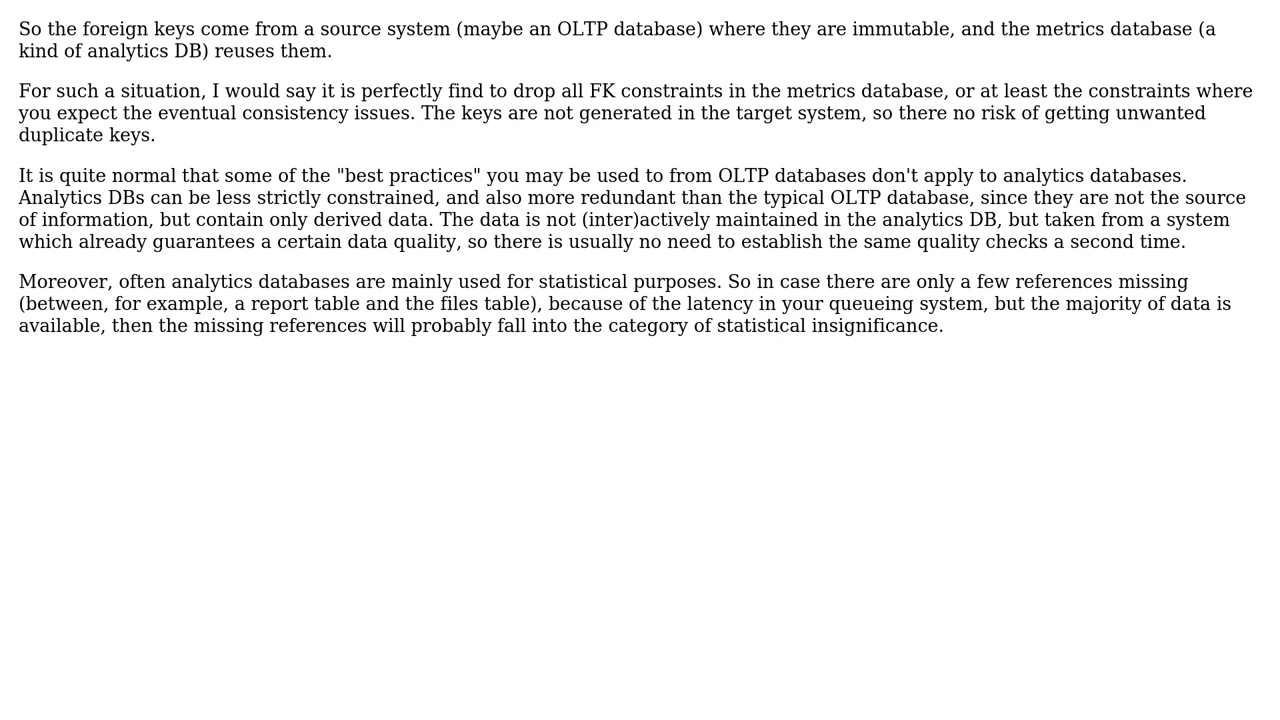 So the foreign keys come from a source system (maybe an OLTP database) where they are immutable, and the metrics database (a
kind of analytics DB) reuses them.
For such a situation, I would say it is perfectly find to drop all FK constraints in the metrics database, or at least the constraints where
you expect the eventual consistency issues. The keys are not generated in the target system, so there no risk of getting unwanted
duplicate keys.
It is quite normal that some of the "best practices" you may be used to from OLTP databases don't apply to analytics databases.
Analytics DBs can be less strictly constrained, and also more redundant than the typical OLTP database, since they are not the source
of information, but contain only derived data. The data is not (inter)actively maintained in the analytics DB, but taken from a system
which already guarantees a certain data quality, so there is usually no need to establish the same quality checks a second time.
Moreover, often analytics databases are mainly used for statistical purposes. So in case there are only a few references missing
(between, for example, a report table and the files table), because of the latency in your queueing system, but the majority of data is
available, then the missing references will probably fall into the category of statistical insignificance.